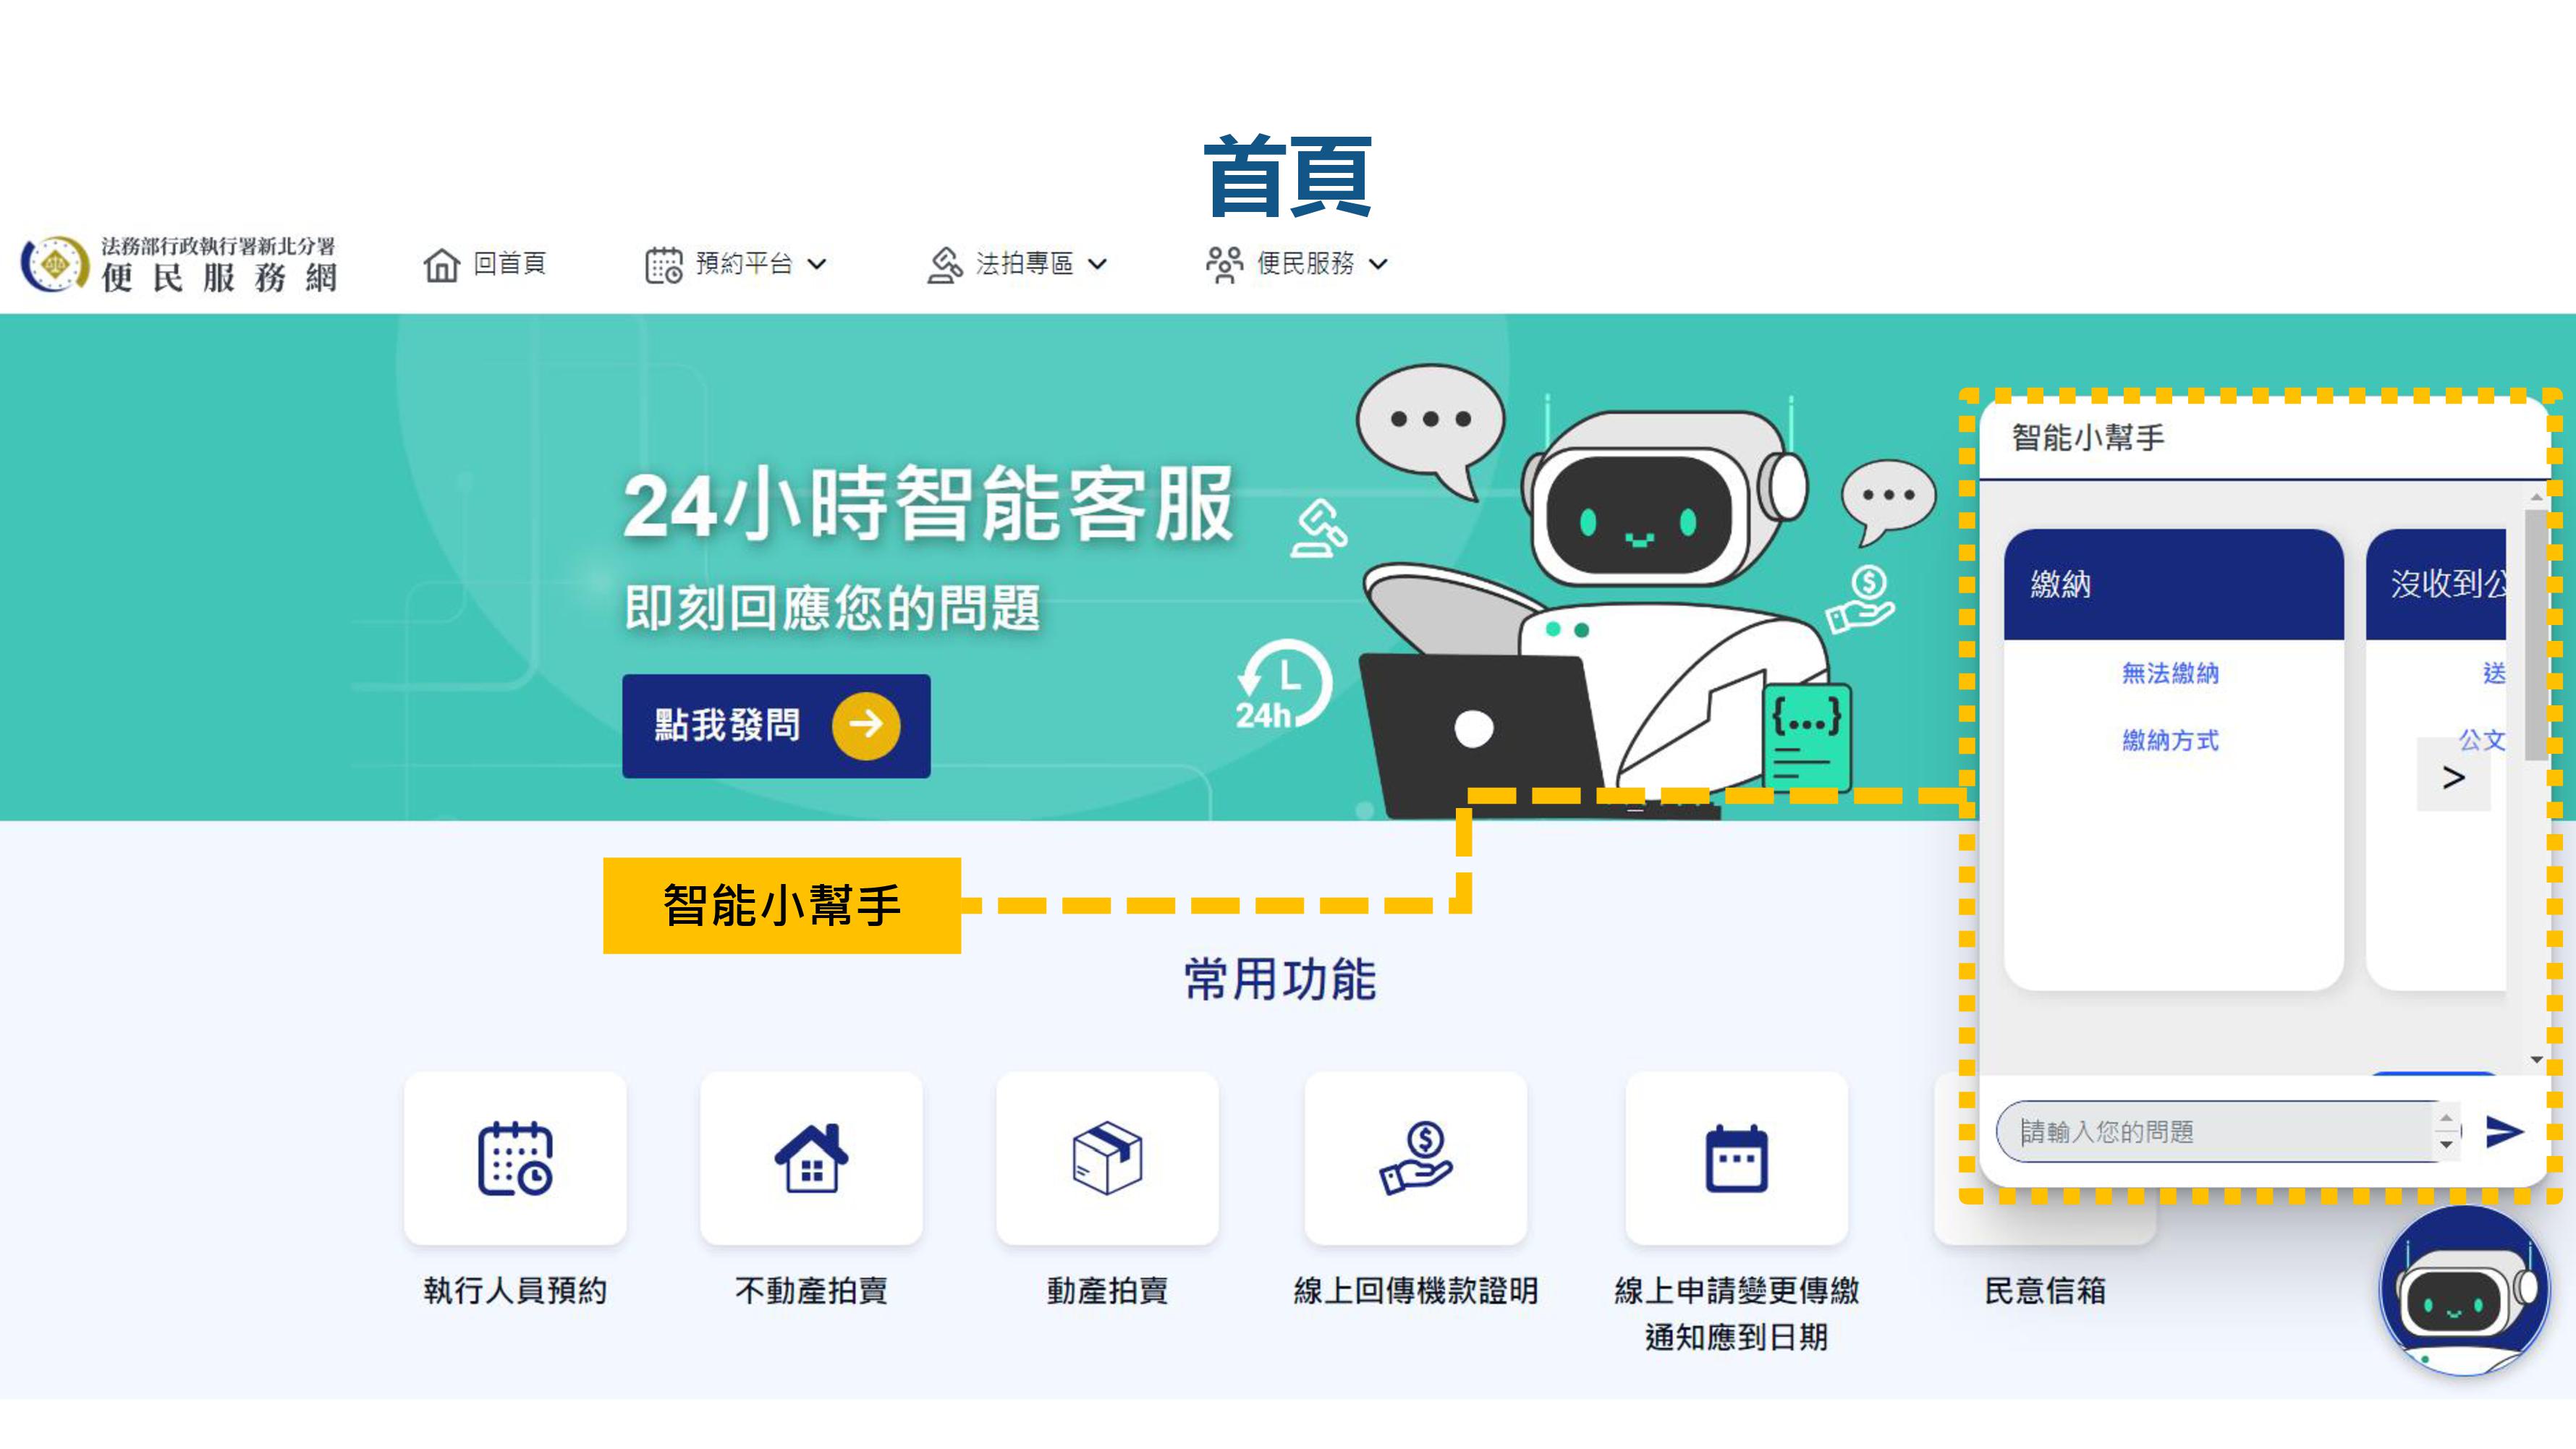 首頁
法務部行政執行署新北分署
便民服務網
回首頁
預約平台
法拍專區
便民服務
24小時智能客服
即刻回應您的問題
點我發問
24h
{...}
智能小幫手
繳納
無法繳納
繳納方式
沒收到公
送
公文
>
請輸入您的問題
智能小幫手
常用功能
執行人員預約
不動產拍賣
動產拍賣
線上回傳機款證明
線上申請變更傳繳
通知應到日期
民意信箱